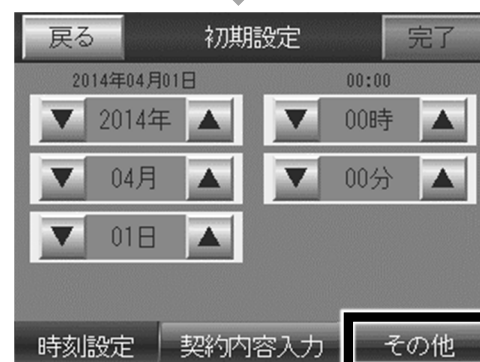 戻る 初期設定 完了
2014年04月01日 00:00
▼ 2014年 ▲ ▼ 00時 ▲
▼ 04月 ▲ ▼ 00分 ▲
▼ 01日 ▲
時刻設定 契約内容入力 その他